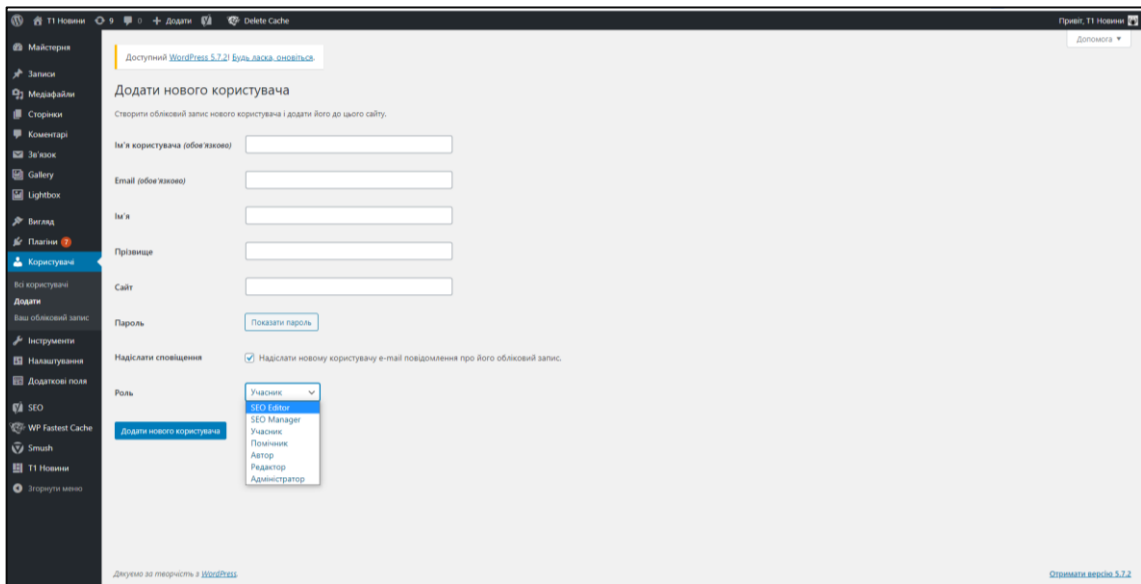 Т1 Новини 9 0 Додати Delete Cache Привіт, Т1 Новини
Допомога
Майстерня
Записи
Медіафайли
Сторінки
Коментарі
Зв'язок
Gallery
Lightbox
Вигляд
Плагіни 7
Користувачі
Всі користувачі
Додати
Ваш обліковий запис
Інструменти
Налаштування
Додаткові поля
SEO
WP Fastest Cache
Smush
Т1 Новини
Згорнути меню
Доступний WordPress 5.7.2! Будь ласка, оновіться.
Додати нового користувача
Створити обліковий запис нового користувача і додати його до цього сайту.
Ім'я користувача (обов'язково)
Email (обов'язково)
Ім'я
Прізвище
Сайт
Пароль Показати пароль
Надіслати сповіщення Надіслати новому користувачу e-mail повідомлення про його обліковий запис.
Роль Учасник
SEO Editor
SEO Manager
Учасник
Помічник
Автор
Редактор
Адміністратор
Додати нового користувача
Дякуємо за творчість з WordPress. Отримати версію 5.7.2